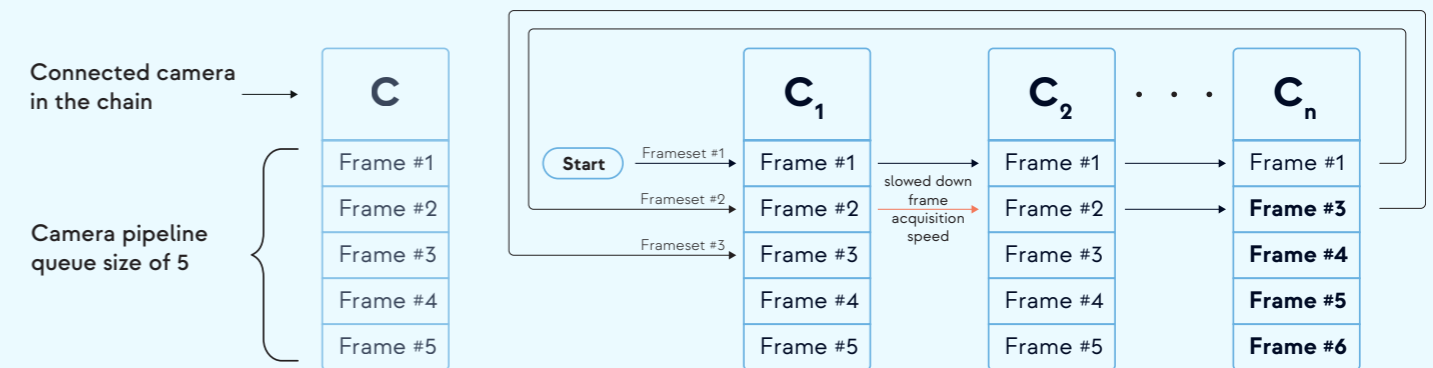 Connected camera
in the chain
C
Camera pipeline
queue size of 5
Frame #1
Frame #2
Frame #3
Frame #4
Frame #5
Start
Frameset #1
Frameset #2
Frameset #3
C1
Frame #1
Frame #2
Frame #3
Frame #4
Frame #5
slowed down
frame
acquisition
speed
C2
Frame #1
Frame #2
Frame #3
Frame #4
Frame #5
. . .
Cn
Frame #1
Frame #3
Frame #4
Frame #5
Frame #6